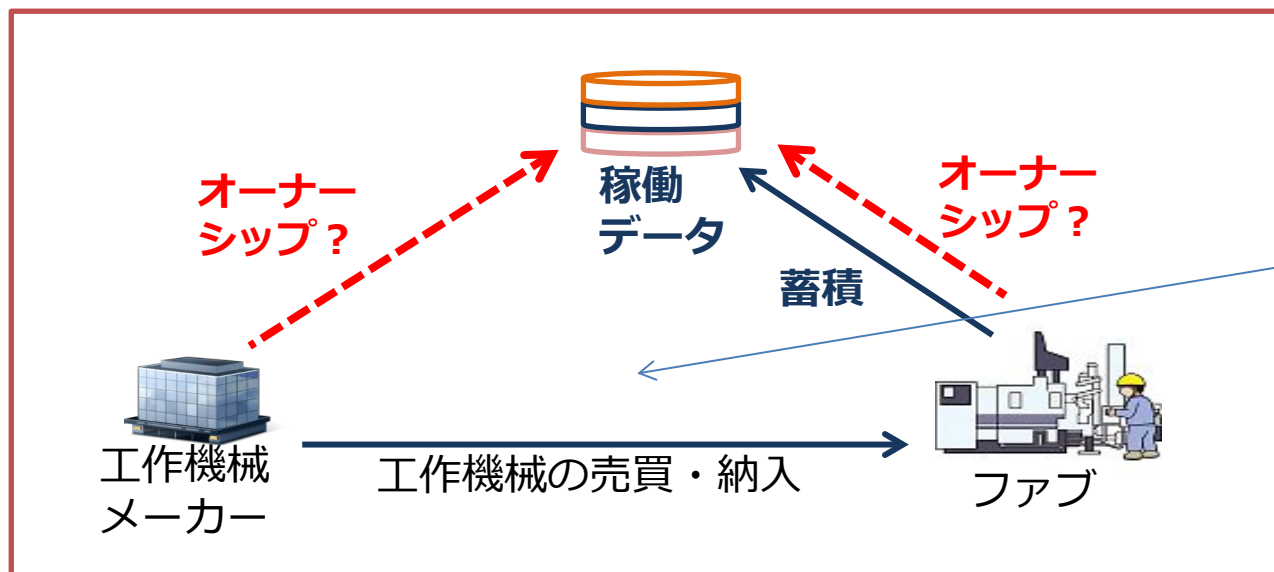 オーナー
シップ？
稼働
データ
オーナー
シップ？
蓄積
工作機械
メーカー
工作機械の売買・納入
ファブ